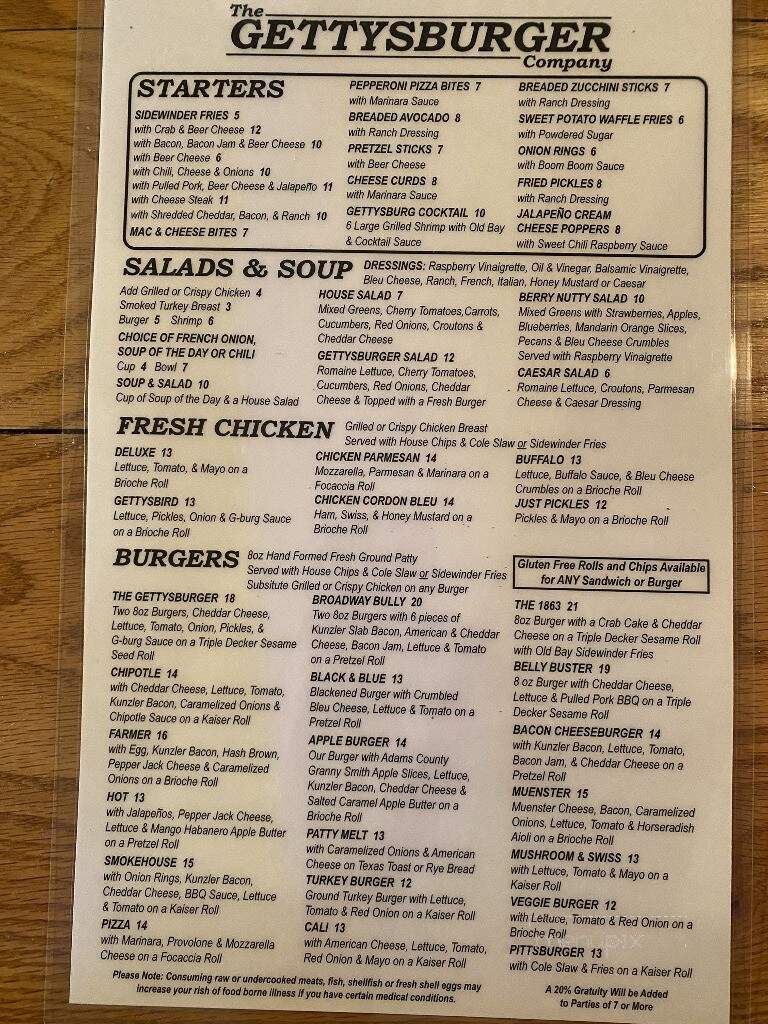 The
GETTYSBURGER
Company
STARTERS
SIDEWINDER FRIES 5
with Crab & Beer Cheese 12
with Bacon, Bacon Jam & Beer Cheese 10
with Beer Cheese 6
with Chili, Cheese & Onions 10
with Pulled Pork, Beer Cheese & Jalapeño 11
with Cheese Steak 11
with Shredded Cheddar, Bacon, & Ranch 10
MAC & CHEESE BITES 7
PEPPERONI PIZZA BITES 7
with Marinara Sauce
BREADED AVOCADO 8
with Ranch Dressing
PRETZEL STICKS 7
with Beer Cheese
CHEESE CURDS 8
with Marinara Sauce
GETTYSBURG COCKTAIL 10
6 Large Grilled Shrimp with Old Bay
& Cocktail Sauce
BREADED ZUCCHINI STICKS 7
with Ranch Dressing
SWEET POTATO WAFFLE FRIES 6
with Powdered Sugar
ONION RINGS 6
with Boom Boom Sauce
FRIED PICKLES 8
with Ranch Dressing
JALAPEÑO CREAM
CHEESE POPPERS 8
with Sweet Chili Raspberry Sauce
SALADS & SOUP
DRESSINGS: Raspberry Vinaigrette, Oil & Vinegar, Balsamic Vinaigrette,
Bleu Cheese, Ranch, French, Italian, Honey Mustard or Caesar
Add Grilled or Crispy Chicken 4
Smoked Turkey Breast 3
Burger 5 Shrimp 6
CHOICE OF FRENCH ONION,
SOUP OF THE DAY OR CHILI
Cup 4 Bowl 7
SOUP & SALAD 10
Cup of Soup of the Day & a House Salad
HOUSE SALAD 7
Mixed Greens, Cherry Tomatoes,Carrots,
Cucumbers, Red Onions, Croutons &
Cheddar Cheese
GETTYSBURGER SALAD 12
Romaine Lettuce, Cherry Tomatoes,
Cucumbers, Red Onions, Cheddar
Cheese & Topped with a Fresh Burger
BERRY NUTTY SALAD 10
Mixed Greens with Strawberries, Apples,
Blueberries, Mandarin Orange Slices,
Pecans & Bleu Cheese Crumbles
Served with Raspberry Vinaigrette
CAESAR SALAD 6
Romaine Lettuce, Croutons, Parmesan
Cheese & Caesar Dressing
FRESH CHICKEN
Grilled or Crispy Chicken Breast
Served with House Chips & Cole Slaw or Sidewinder Fries
DELUXE 13
Lettuce, Tomato, & Mayo on a
Brioche Roll
GETTYSBIRD 13
Lettuce, Pickles, Onion & G-burg Sauce
on a Brioche Roll
CHICKEN PARMESAN 14
Mozzarella, Parmesan & Marinara on a
Focaccia Roll
CHICKEN CORDON BLEU 14
Ham, Swiss, & Honey Mustard on a
Brioche Roll
BUFFALO 13
Lettuce, Buffalo Sauce, & Bleu Cheese
Crumbles on a Brioche Roll
JUST PICKLES 12
Pickles & Mayo on a Brioche Roll
BURGERS
8oz Hand Formed Fresh Ground Patty
Served with House Chips & Cole Slaw or Sidewinder Fries
Subsitute Grilled or Crispy Chicken on any Burger
Gluten Free Rolls and Chips Available
for ANY Sandwich or Burger
THE GETTYSBURGER 18
Two 8oz Burgers, Cheddar Cheese,
Lettuce, Tomato, Onion, Pickles, &
G-burg Sauce on a Triple Decker Sesame
Seed Roll
CHIPOTLE 14
with Cheddar Cheese, Lettuce, Tomato,
Kunzler Bacon, Caramelized Onions &
Chipotle Sauce on a Kaiser Roll
FARMER 16
with Egg, Kunzler Bacon, Hash Brown,
Pepper Jack Cheese & Caramelized
Onions on a Brioche Roll
HOT 13
with Jalapeños, Pepper Jack Cheese,
Lettuce & Mango Habanero Apple Butter
on a Pretzel Roll
SMOKEHOUSE 15
with Onion Rings, Kunzler Bacon,
Cheddar Cheese, BBQ Sauce, Lettuce
& Tomato on a Kaiser Roll
PIZZA 14
with Marinara, Provolone & Mozzarella
Cheese on a Focaccia Roll
BROADWAY BULLY 20
Two 8oz Burgers with 6 pieces of
Kunzler Slab Bacon, American & Cheddar
Cheese, Bacon Jam, Lettuce & Tomato
on a Pretzel Roll
BLACK & BLUE 13
Blackened Burger with Crumbled
Bleu Cheese, Lettuce & Tomato on a
Pretzel Roll
APPLE BURGER 14
Our Burger with Adams County
Granny Smith Apple Slices, Lettuce,
Kunzler Bacon, Cheddar Cheese &
Salted Caramel Apple Butter on a
Brioche Roll
PATTY MELT 13
with Caramelized Onions & American
Cheese on Texas Toast or Rye Bread
TURKEY BURGER 12
Ground Turkey Burger with Lettuce,
Tomato & Red Onion on a Kaiser Roll
CALI 13
with American Cheese, Lettuce, Tomato,
Red Onion & Mayo on a Kaiser Roll
THE 1863 21
8oz Burger with a Crab Cake & Cheddar
Cheese on a Triple Decker Sesame Roll
with Old Bay Sidewinder Fries
BELLY BUSTER 19
8 oz Burger with Cheddar Cheese,
Lettuce & Pulled Pork BBQ on a Triple
Decker Sesame Roll
BACON CHEESEBURGER 14
with Kunzler Bacon, Lettuce, Tomato,
Bacon Jam, & Cheddar Cheese on a
Pretzel Roll
MUENSTER 15
Muenster Cheese, Bacon, Caramelized
Onions, Lettuce, Tomato & Horseradish
Aioli on a Brioche Roll
MUSHROOM & SWISS 13
with Lettuce, Tomato & Mayo on a
Kaiser Roll
VEGGIE BURGER 12
with Lettuce, Tomato & Red Onion on a
Brioche Roll
PITTSBURGER 13
with Cole Slaw & Fries on a Kaiser Roll
Please Note: Consuming raw or undercooked meats, fish, shellfish or fresh shell eggs may
increase your rish of food borne illness if you have certain medical conditions.
A 20% Gratuity Will be Added
to Parties of 7 or More